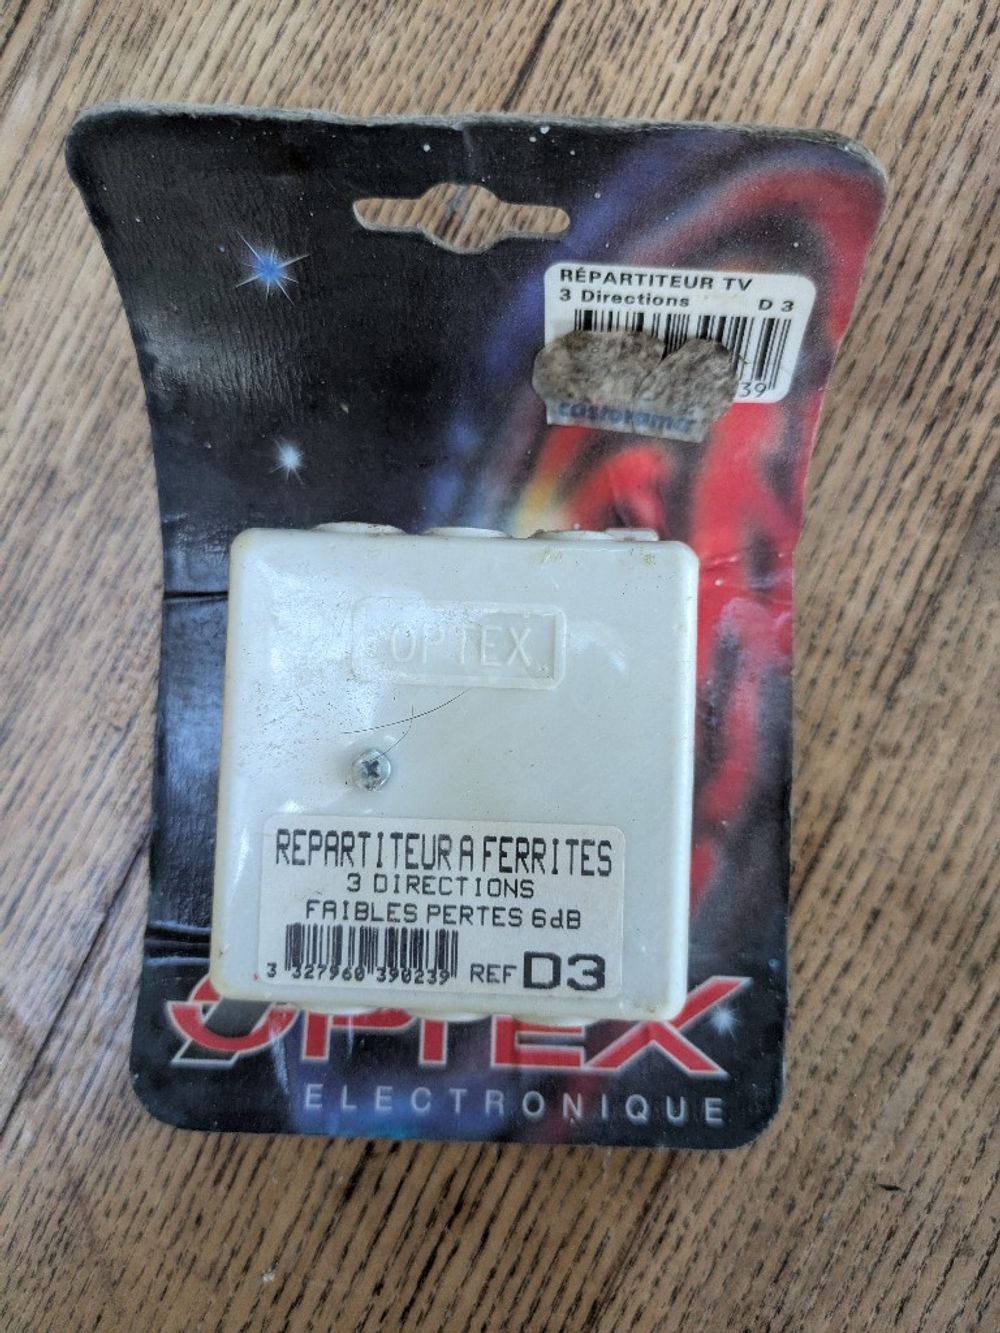 RÉPARTITEUR TV
3 Directions D 3
39
castorama
OPTEX
REPARTITEUR A FERRITES
3 DIRECTIONS
FAIBLES PERTES 6dB
3 327960 390239 REF D3
OPTEX
ELECTRONIQUE